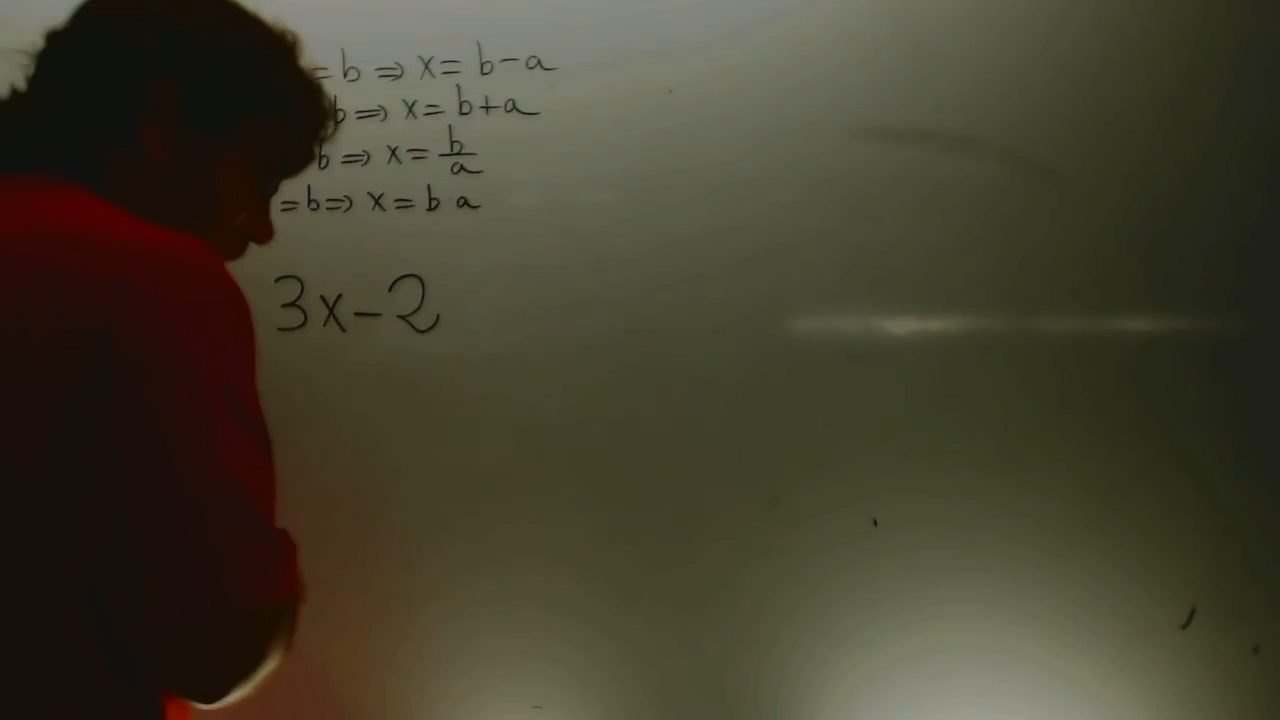 =b ⇒ x= b-a
b ⇒ x= b+a
b ⇒ x= b/a
=b ⇒ x= b a
3x-2